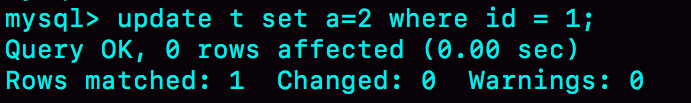 mysql> update t set a=2 where id = 1;
Query OK, 0 rows affected (0.00 sec)
Rows matched: 1  Changed: 0  Warnings: 0